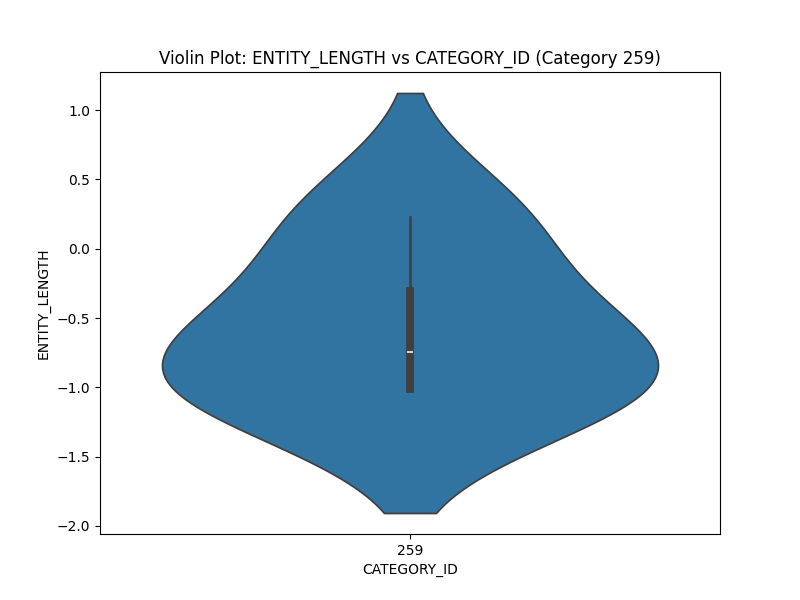 Violin Plot: ENTITY_LENGTH vs CATEGORY_ID (Category 259)
1.0
0.5
0.0
−0.5
−1.0
−1.5
−2.0
ENTITY_LENGTH
259
CATEGORY_ID